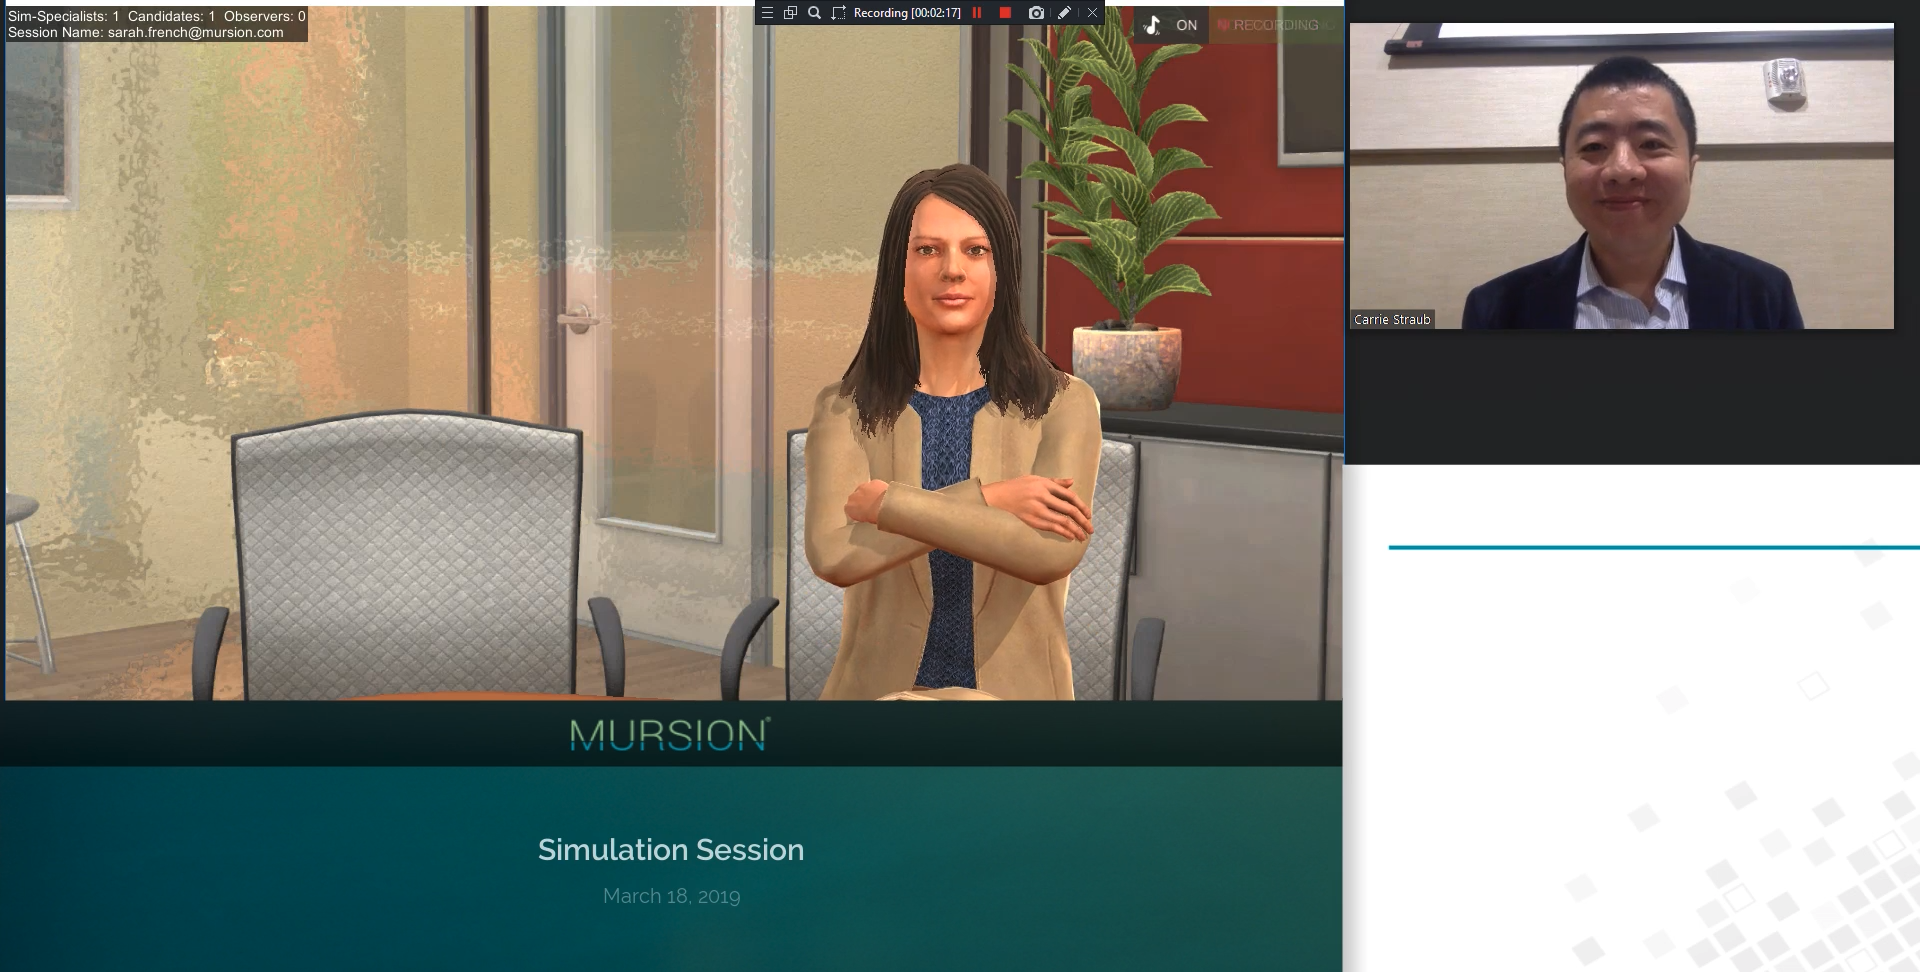 Sim-Specialists: 1 Candidates: 1 Observers: 0
Session Name: sarah.french@mursion.com
Recording [00:02:17]
ON
RECORDING
Carrie Straub
MURSION®
Simulation Session
March 18, 2019